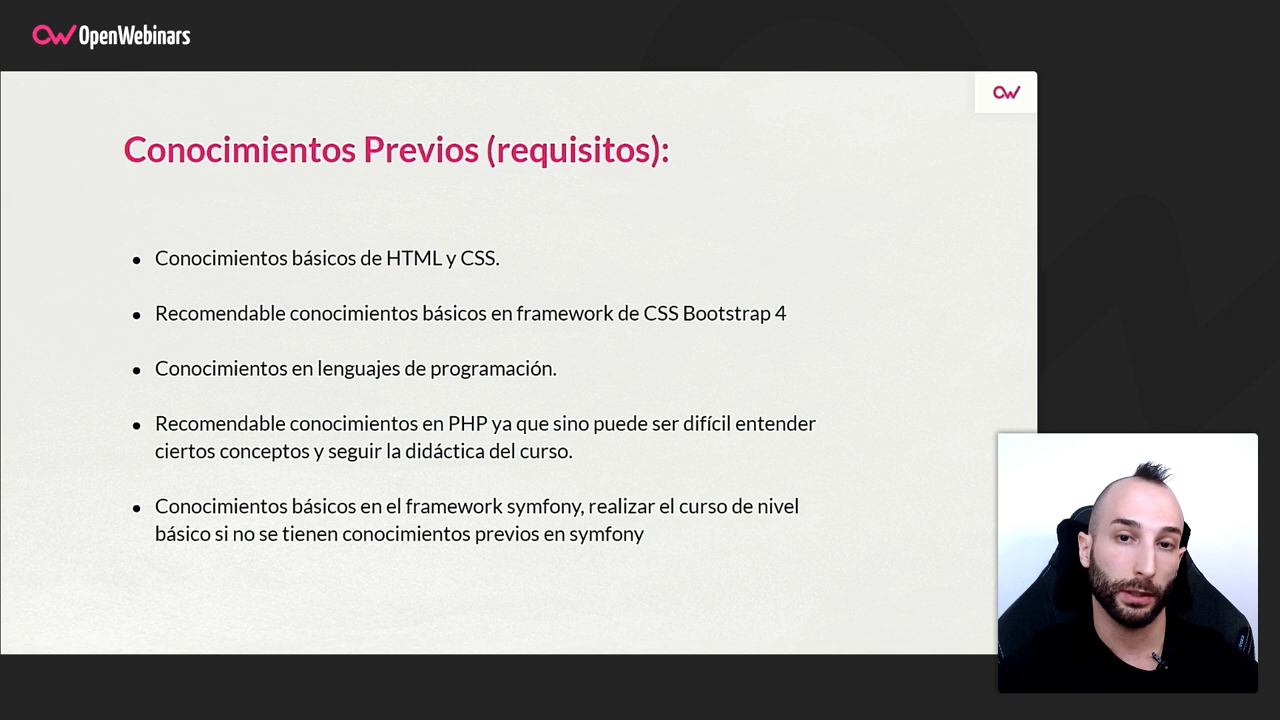 OpenWebinars
Conocimientos Previos (requisitos):
● Conocimientos básicos de HTML y CSS.
● Recomendable conocimientos básicos en framework de CSS Bootstrap 4
● Conocimientos en lenguajes de programación.
● Recomendable conocimientos en PHP ya que sino puede ser difícil entender
ciertos conceptos y seguir la didáctica del curso.
● Conocimientos básicos en el framework symfony, realizar el curso de nivel
básico si no se tienen conocimientos previos en symfony